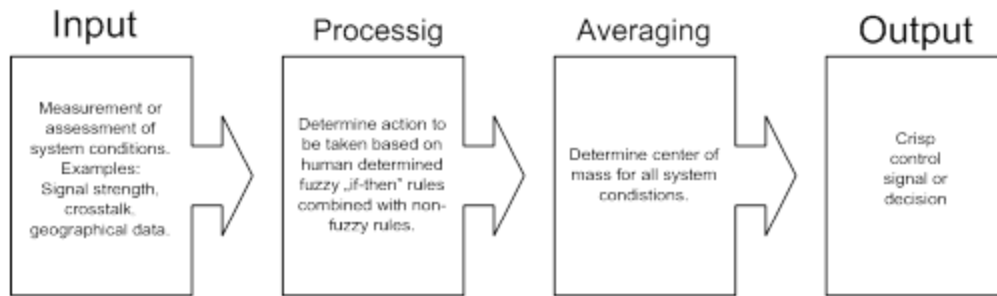 Input
Measurement or
assessment of
system conditions.
Examples:
Signal strength,
crosstalk,
geographical data.
Processig
Determine action to
be taken based on
human determined
fuzzy „if-then” rules
combined with non-
fuzzy rules.
Averaging
Determine center of
mass for all system
condistions.
Output
Crisp
control
signal or
decision